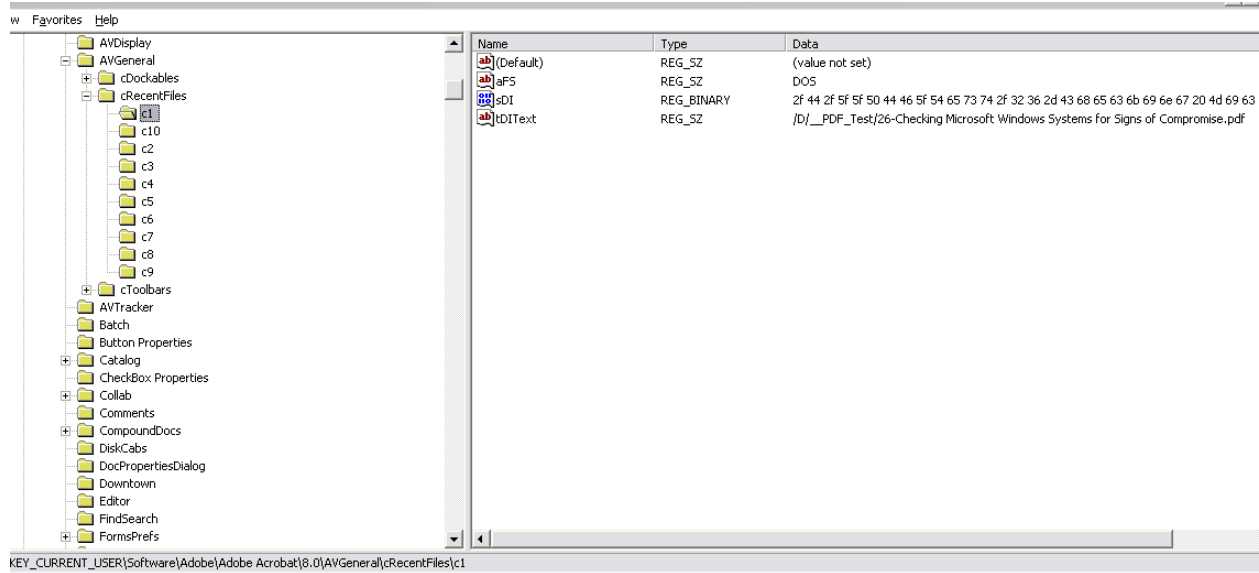 w Favorites Help
AVDisplay
AVGeneral
cDockables
cRecentFiles
c1
c10
c2
c3
c4
c5
c6
c7
c8
c9
cToolbars
AVTracker
Batch
Button Properties
Catalog
CheckBox Properties
Collab
Comments
CompoundDocs
DiskCabs
DocPropertiesDialog
Downtown
Editor
FindSearch
FormsPrefs
Name Type Data
ab (Default) REG_SZ (value not set)
ab aFS REG_SZ DOS
sDI REG_BINARY 2f 44 2f 5f 5f 50 44 46 5f 54 65 73 74 2f 32 36 2d 43 68 65 63 6b 69 6e 67 20 4d 69 63
ab tDIText REG_SZ /D/__PDF_Test/26-Checking Microsoft Windows Systems for Signs of Compromise.pdf
KEY_CURRENT_USER\Software\Adobe\Adobe Acrobat\8.0\AVGeneral\cRecentFiles\c1